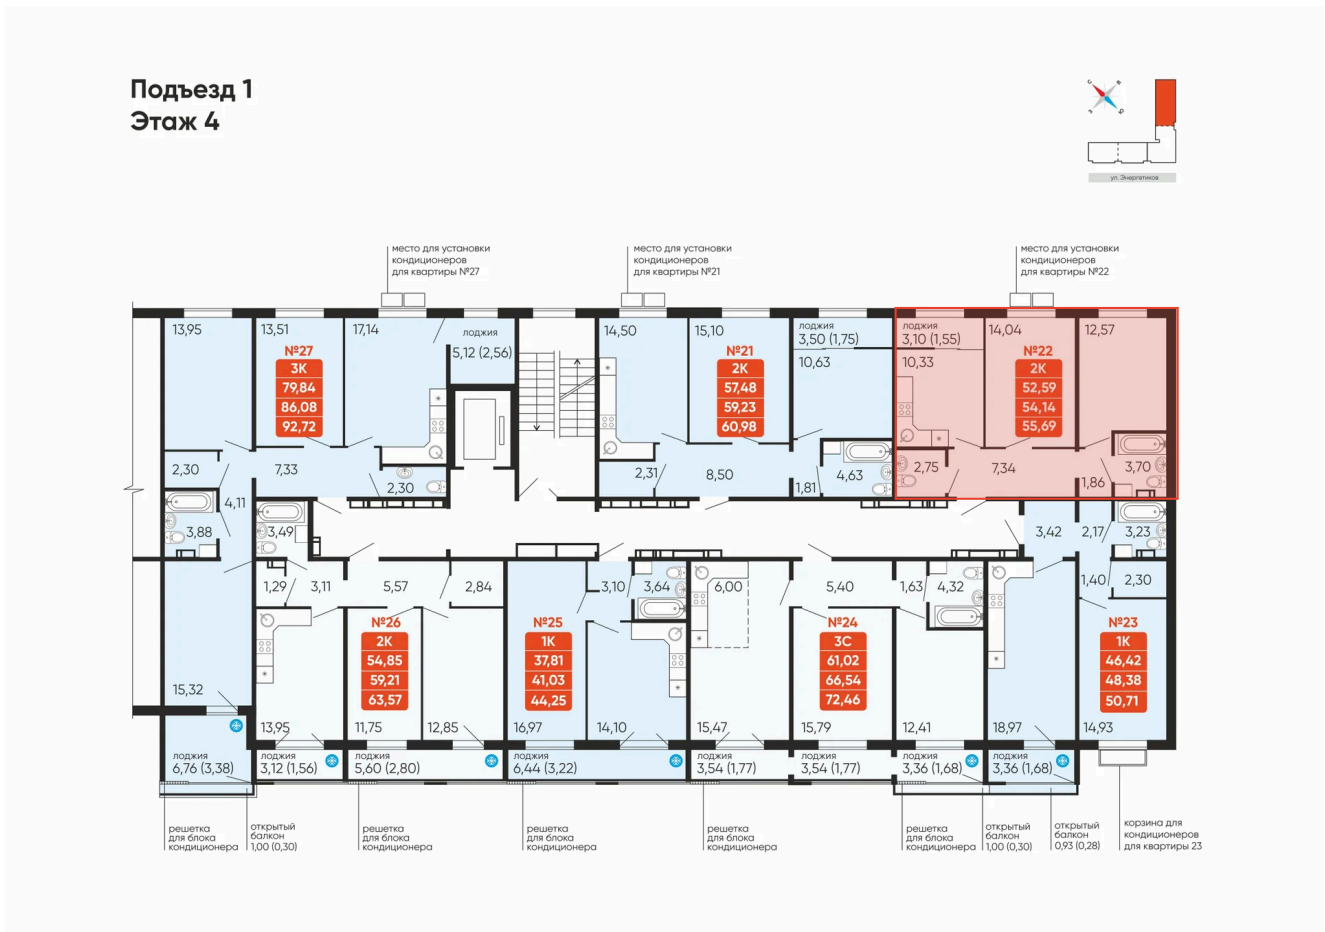 Подъезд 1
Этаж 4
с
в
з
ю
ул. Энергетиков
место для установки
кондиционеров
для квартиры №27
место для установки
кондиционеров
для квартиры №21
место для установки
кондиционеров
для квартиры №22
13,95
13,51
17,14
лоджия
5,12 (2,56)
№27
3К
79,84
86,08
92,72
2,30
7,33
2,30
4,11
3,88
3,49
15,32
лоджия
6,76 (3,38)
14,50
15,10
лоджия
3,50 (1,75)
10,63
№21
2К
57,48
59,23
60,98
2,31
8,50
1,81
4,63
лоджия
3,10 (1,55)
10,33
14,04
12,57
№22
2К
52,59
54,14
55,69
2,75
7,34
1,86
3,70
1,29
3,11
5,57
2,84
№26
2К
54,85
59,21
63,57
13,95
11,75
12,85
лоджия
3,12 (1,56)
лоджия
5,60 (2,80)
3,10
3,64
№25
1К
37,81
41,03
44,25
16,97
14,10
лоджия
6,44 (3,22)
6,00
5,40
1,63
4,32
№24
3С
61,02
66,54
72,46
15,47
15,79
12,41
лоджия
3,54 (1,77)
лоджия
3,54 (1,77)
лоджия
3,36 (1,68)
3,42
2,17
3,23
1,40
2,30
№23
1К
46,42
48,38
50,71
18,97
14,93
лоджия
3,36 (1,68)
решетка
для блока
кондиционера
открытый
балкон
1,00 (0,30)
решетка
для блока
кондиционера
решетка
для блока
кондиционера
решетка
для блока
кондиционера
решетка
для блока
кондиционера
открытый
балкон
1,00 (0,30)
открытый
балкон
0,93 (0,28)
корзина для
кондиционеров
для квартиры 23